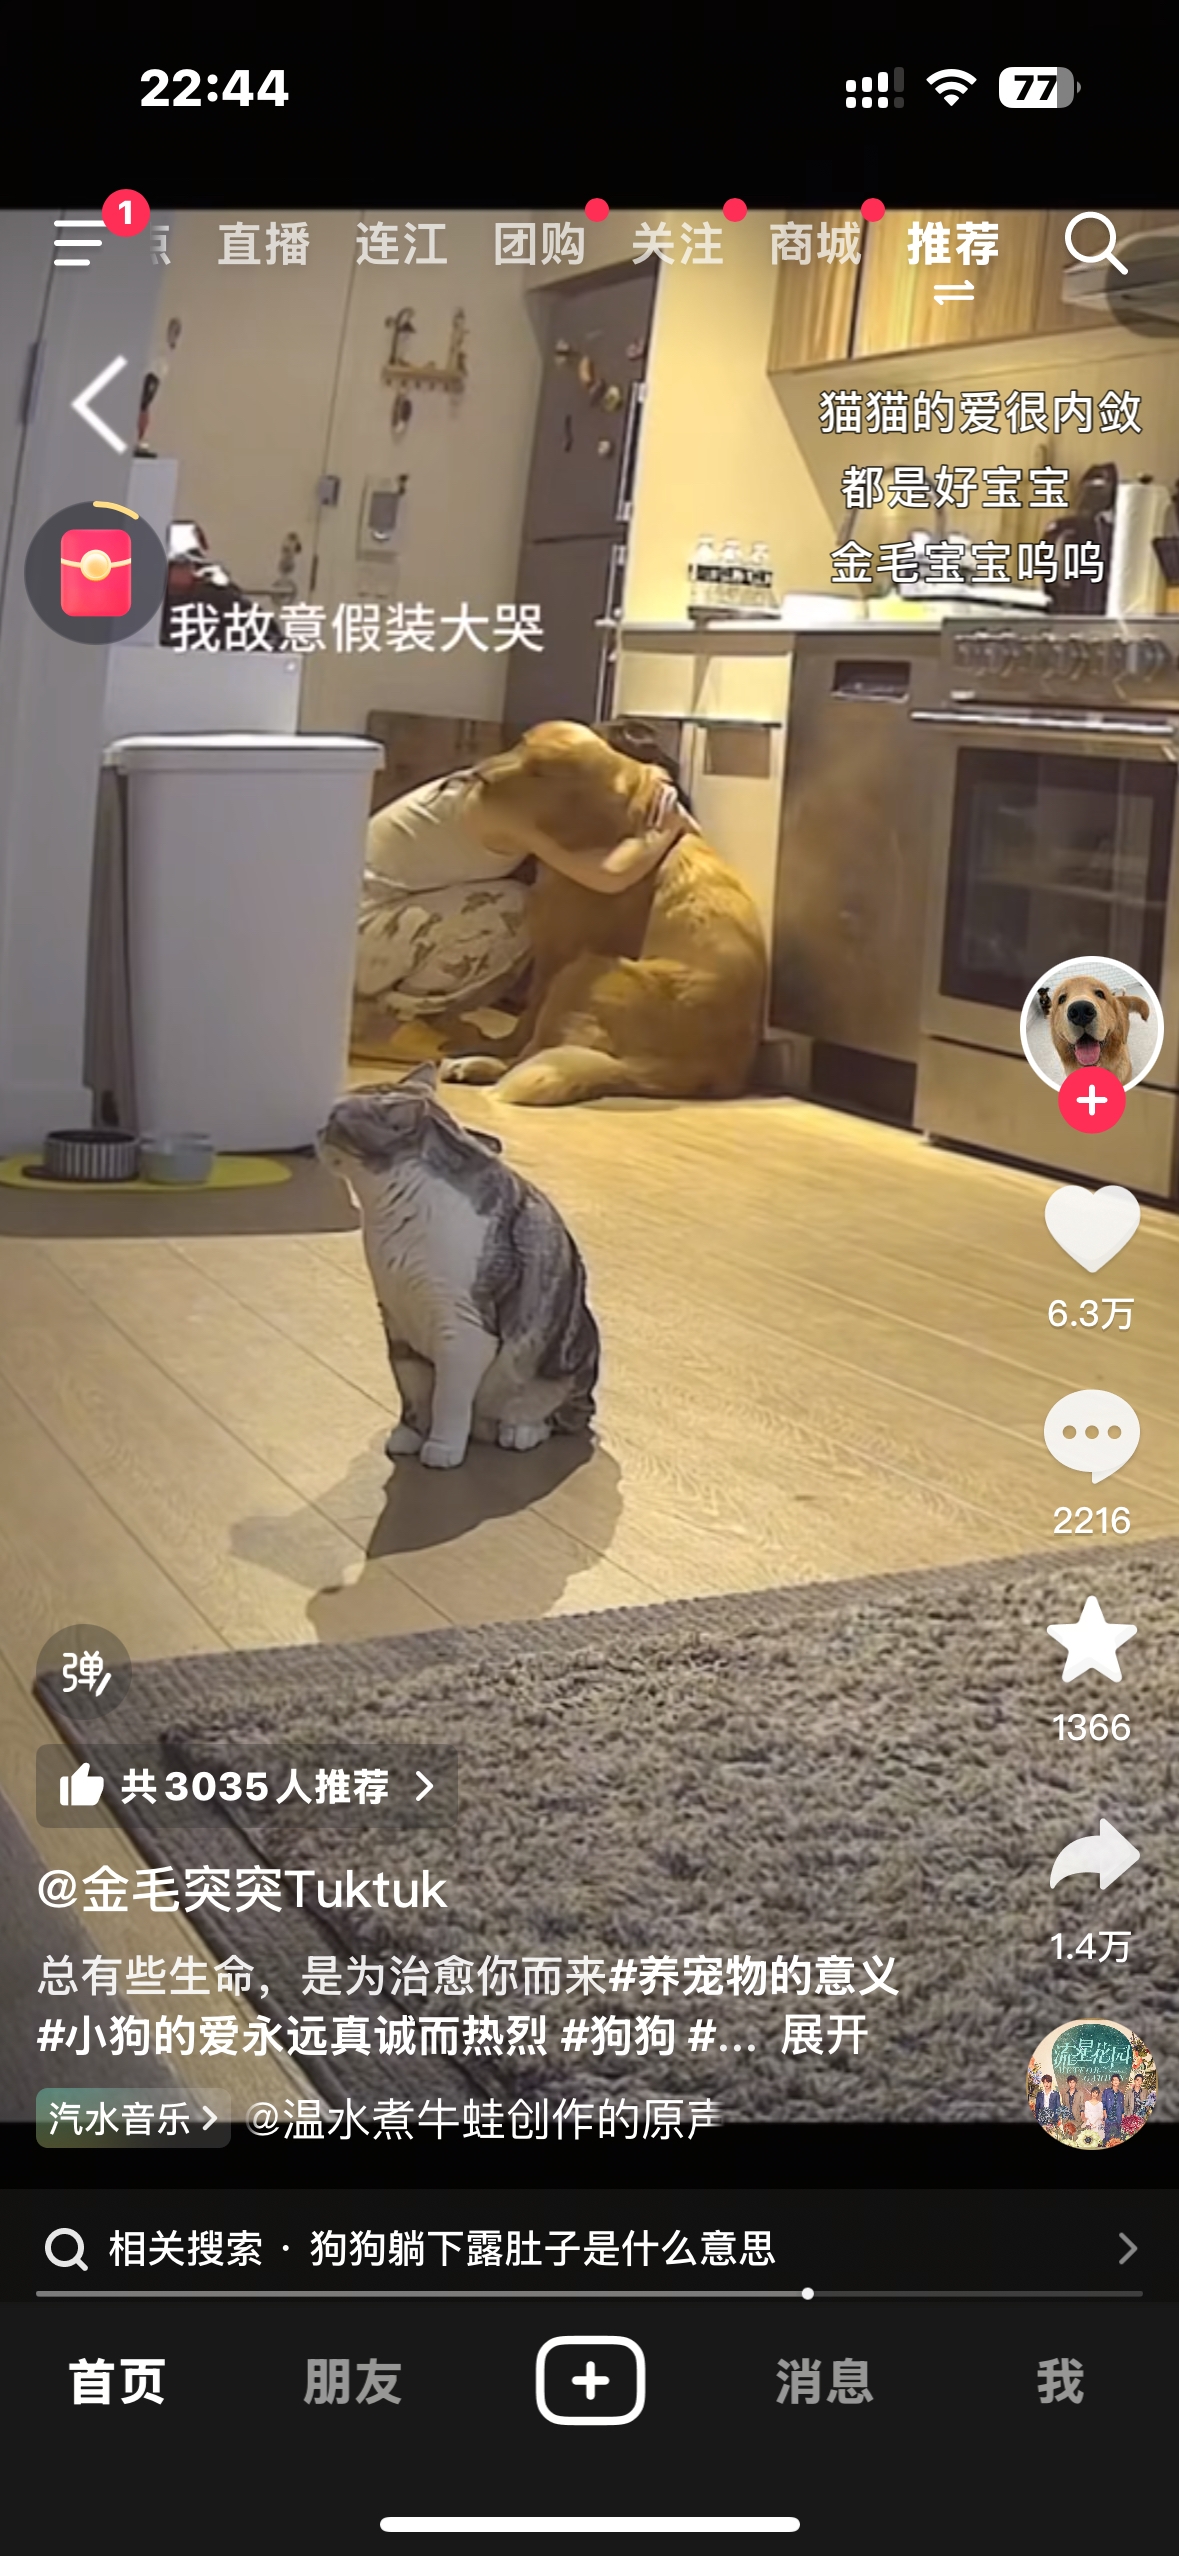 22:44
77
1
点 直播 连江 团购 关注 商城 推荐
猫猫的爱很内敛
都是好宝宝
金毛宝宝呜呜
我故意假装大哭
6.3万
2216
1366
1.4万
弹
共3035人推荐
@金毛突突Tuktuk
总有些生命，是为治愈你而来#养宠物的意义
#小狗的爱永远真诚而热烈 #狗狗 #... 展开
汽水音乐 @温水煮牛蛙创作的原声
流星花园
相关搜索 · 狗狗躺下露肚子是什么意思
首页 朋友 消息 我